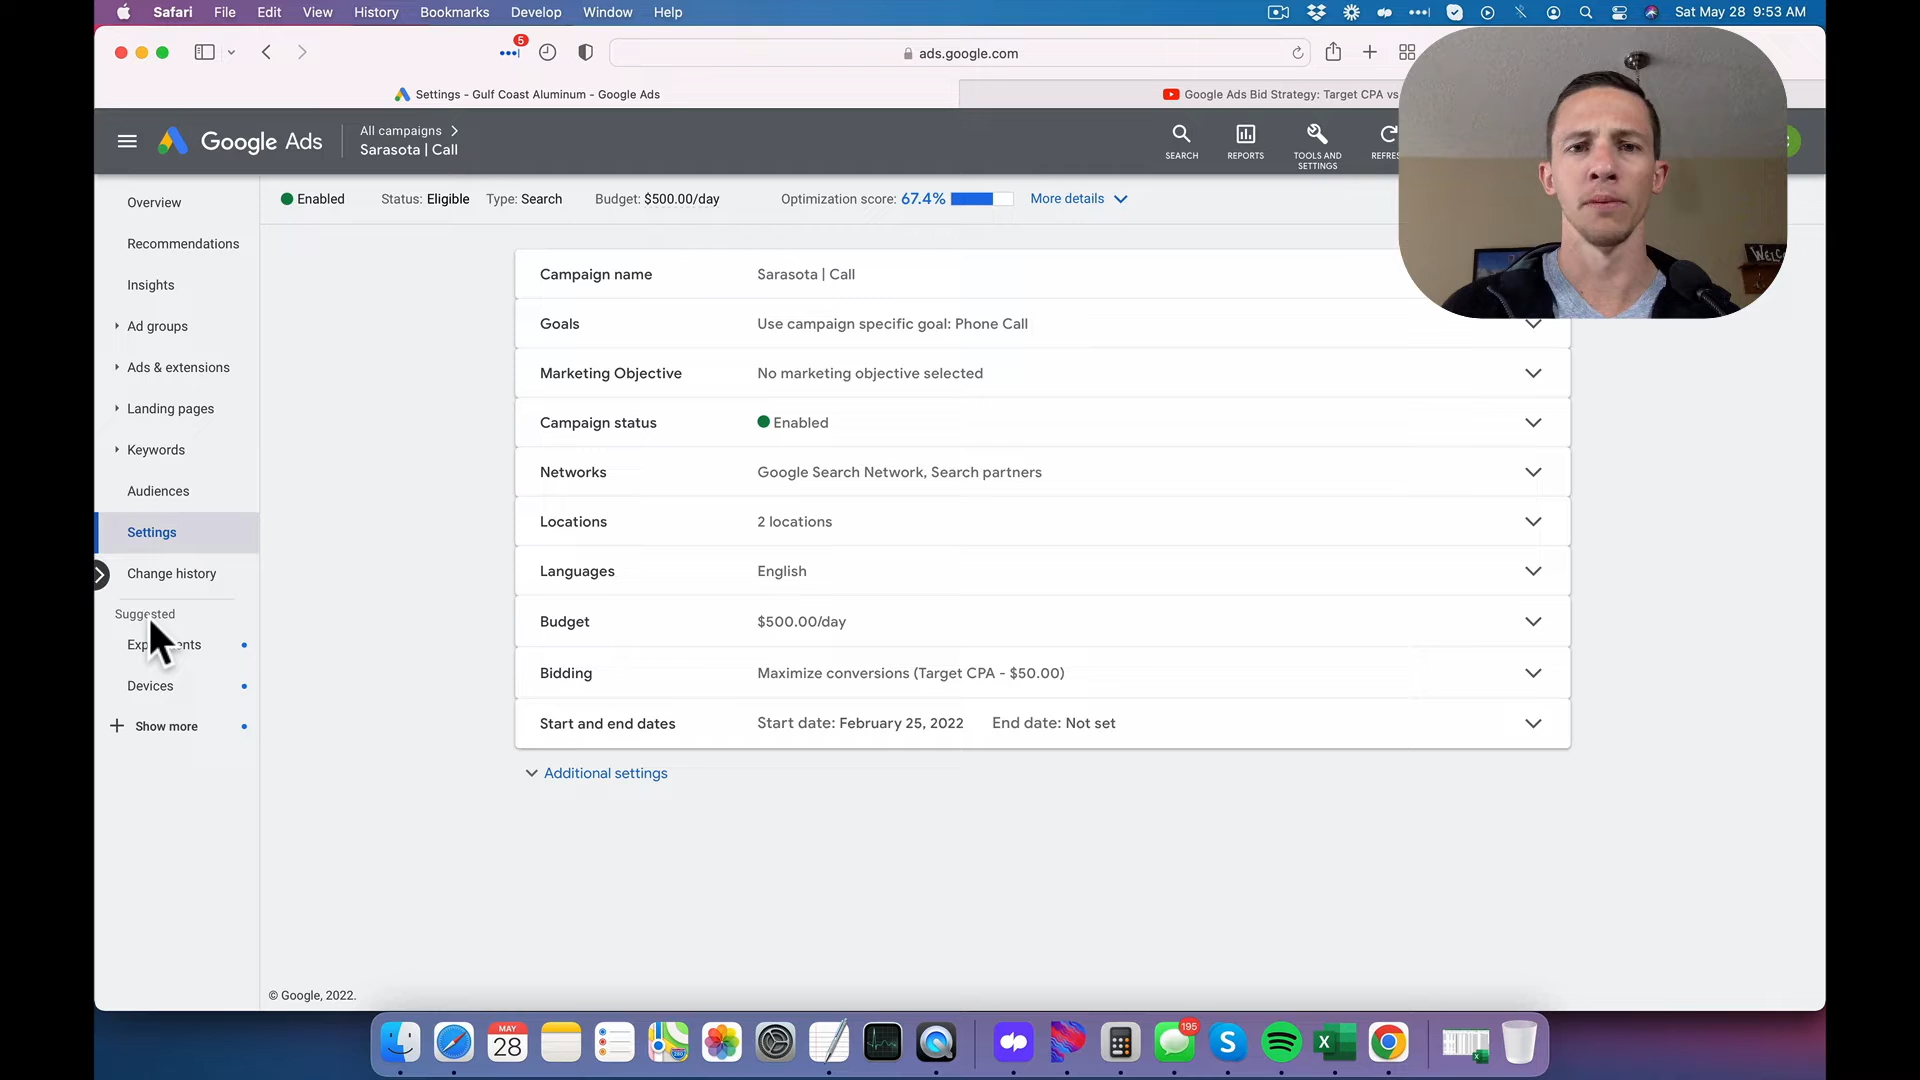 Safari File Edit View History Bookmarks Develop Window Help Sat May 28 9:53 AM
5
ads.google.com
Settings - Gulf Coast Aluminum - Google Ads
Google Ads Bid Strategy: Target CPA vs
Google Ads
All campaigns
Sarasota | Call
SEARCH
REPORTS
TOOLS AND
SETTINGS
Enabled Status: Eligible Type: Search Budget: $500.00/day Optimization score: 67.4% More details
Overview
Recommendations
Insights
Ad groups
Ads & extensions
Landing pages
Keywords
Audiences
Settings
Change history
Suggested
Devices
Show more
Campaign name Sarasota | Call
Goals Use campaign specific goal: Phone Call
Marketing Objective No marketing objective selected
Campaign status Enabled
Networks Google Search Network, Search partners
Locations 2 locations
Languages English
Budget $500.00/day
Bidding Maximize conversions (Target CPA - $50.00)
Start and end dates Start date: February 25, 2022 End date: Not set
Additional settings
© Google, 2022.
MAY
28
195